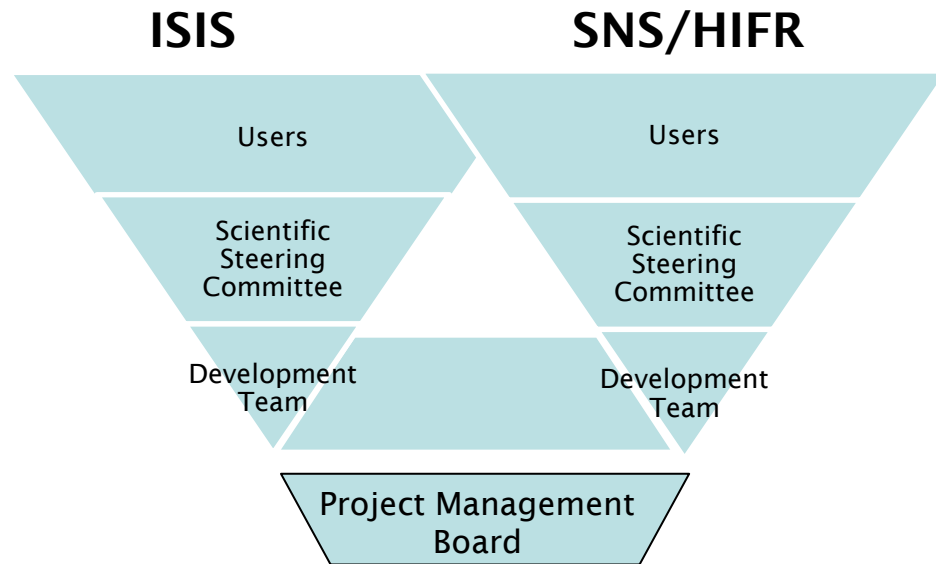 ISIS
SNS/HIFR
Users
Users
Scientific
Steering
Committee
Scientific
Steering
Committee
Development
Team
Development
Team
Project Management
Board